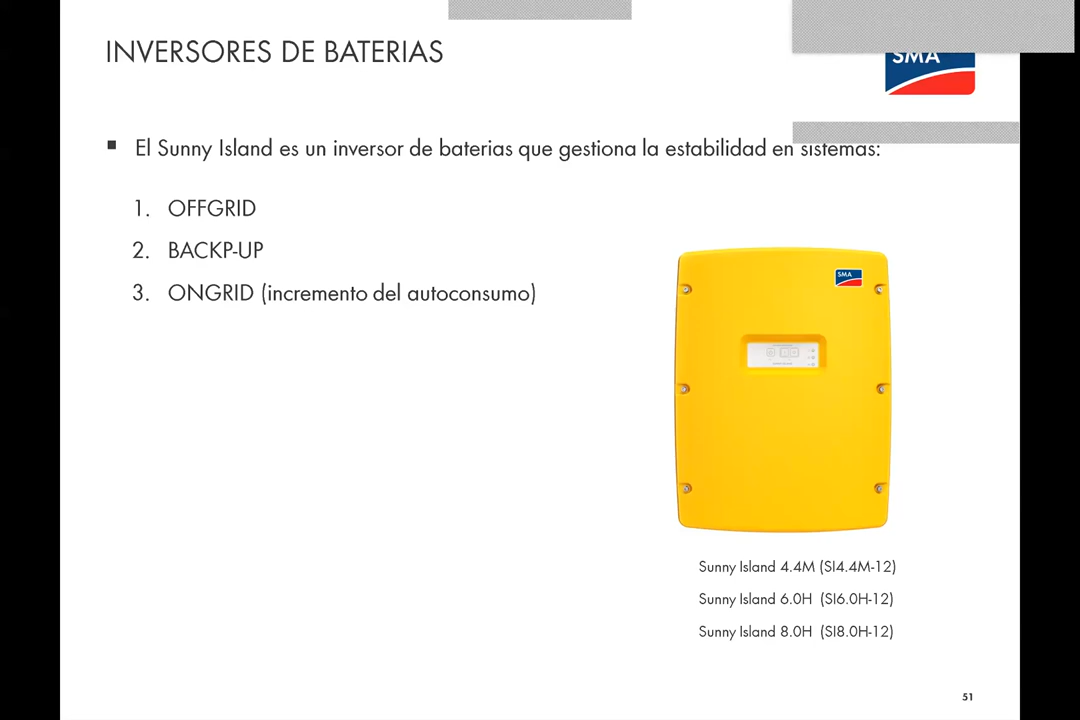 INVERSORES DE BATERIAS
SMA
▪ El Sunny Island es un inversor de baterias que gestiona la estabilidad en sistemas:
1. OFFGRID
2. BACKP-UP
3. ONGRID (incremento del autoconsumo)
SMA
Sunny Island 4.4M (SI4.4M-12)
Sunny Island 6.0H (SI6.0H-12)
Sunny Island 8.0H (SI8.0H-12)
51